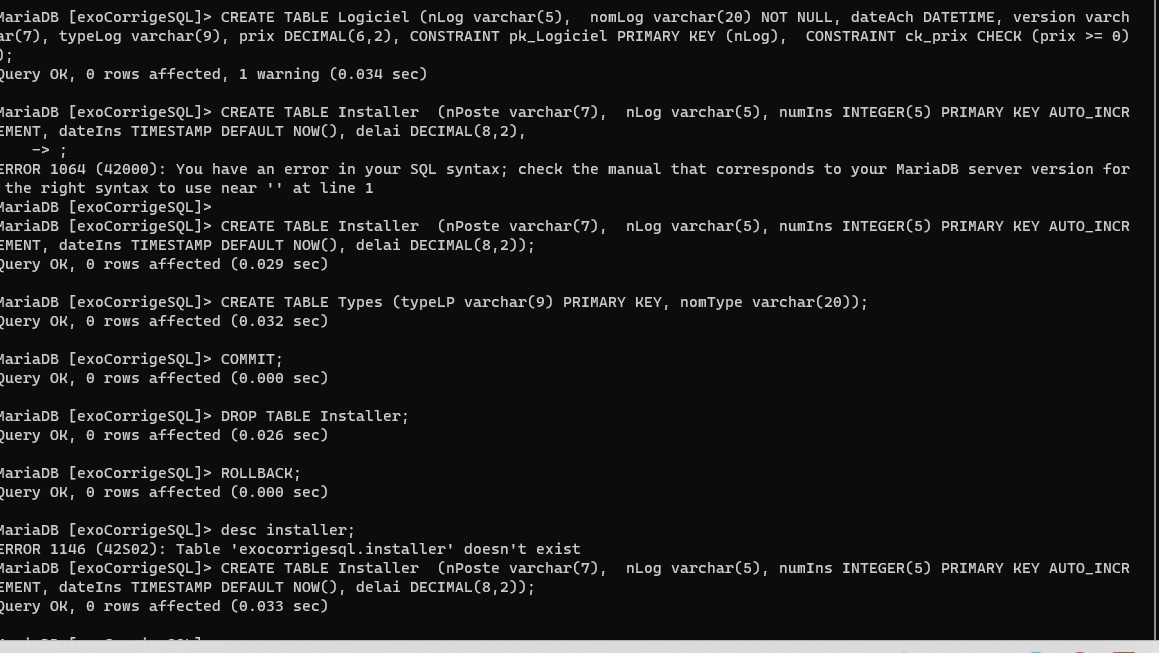 MariaDB [exoCorrigeSQL]> CREATE TABLE Logiciel (nLog varchar(5),  nomLog varchar(20) NOT NULL, dateAch DATETIME, version varch
ar(7), typeLog varchar(9), prix DECIMAL(6,2), CONSTRAINT pk_Logiciel PRIMARY KEY (nLog),  CONSTRAINT ck_prix CHECK (prix >= 0)
);
Query OK, 0 rows affected, 1 warning (0.034 sec)
MariaDB [exoCorrigeSQL]> CREATE TABLE Installer  (nPoste varchar(7),  nLog varchar(5), numIns INTEGER(5) PRIMARY KEY AUTO_INCR
EMENT, dateIns TIMESTAMP DEFAULT NOW(), delai DECIMAL(8,2),
    -> ;
ERROR 1064 (42000): You have an error in your SQL syntax; check the manual that corresponds to your MariaDB server version for
 the right syntax to use near '' at line 1
MariaDB [exoCorrigeSQL]>
MariaDB [exoCorrigeSQL]> CREATE TABLE Installer  (nPoste varchar(7),  nLog varchar(5), numIns INTEGER(5) PRIMARY KEY AUTO_INCR
EMENT, dateIns TIMESTAMP DEFAULT NOW(), delai DECIMAL(8,2));
Query OK, 0 rows affected (0.029 sec)
MariaDB [exoCorrigeSQL]> CREATE TABLE Types (typeLP varchar(9) PRIMARY KEY, nomType varchar(20));
Query OK, 0 rows affected (0.032 sec)
MariaDB [exoCorrigeSQL]> COMMIT;
Query OK, 0 rows affected (0.000 sec)
MariaDB [exoCorrigeSQL]> DROP TABLE Installer;
Query OK, 0 rows affected (0.026 sec)
MariaDB [exoCorrigeSQL]> ROLLBACK;
Query OK, 0 rows affected (0.000 sec)
MariaDB [exoCorrigeSQL]> desc installer;
ERROR 1146 (42S02): Table 'exocorrigesql.installer' doesn't exist
MariaDB [exoCorrigeSQL]> CREATE TABLE Installer  (nPoste varchar(7),  nLog varchar(5), numIns INTEGER(5) PRIMARY KEY AUTO_INCR
EMENT, dateIns TIMESTAMP DEFAULT NOW(), delai DECIMAL(8,2));
Query OK, 0 rows affected (0.033 sec)